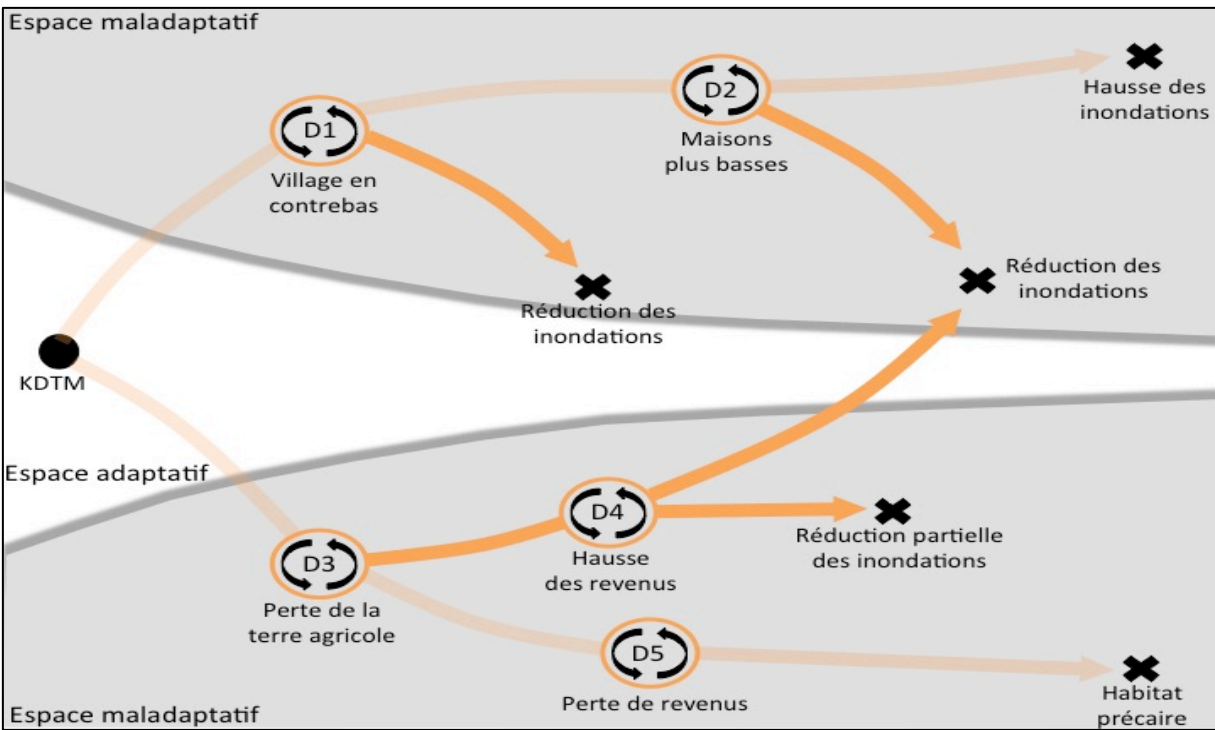 Espace maladaptatif
D1
Village en
contrebas
D2
Maisons
plus basses
Hausse des
inondations
Réduction des
inondations
Réduction des
inondations
KDTM
Espace adaptatif
D3
Perte de la
terre agricole
D4
Hausse
des revenus
Réduction partielle
des inondations
D5
Perte de revenus
Habitat
précaire
Espace maladaptatif